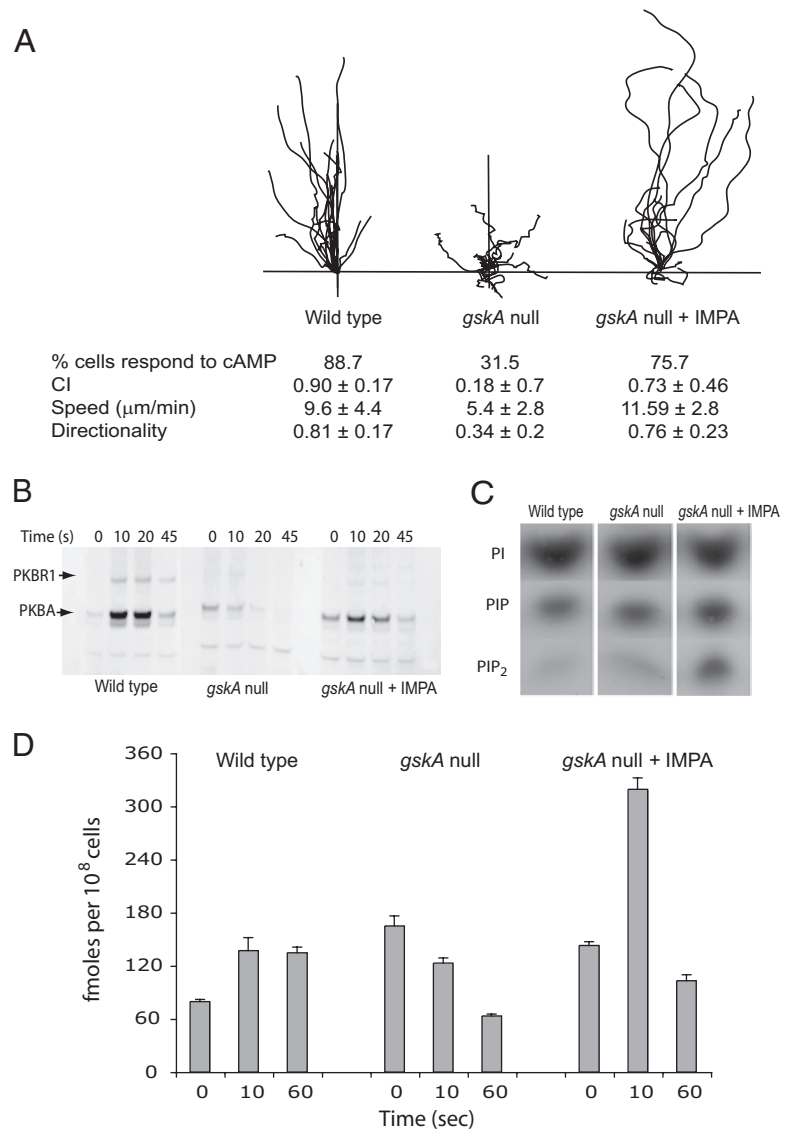 A
Wild type gskA null gskA null + IMPA
% cells respond to cAMP 88.7 31.5 75.7
CI 0.90 ± 0.17 0.18 ± 0.7 0.73 ± 0.46
Speed (μm/min) 9.6 ± 4.4 5.4 ± 2.8 11.59 ± 2.8
Directionality 0.81 ± 0.17 0.34 ± 0.2 0.76 ± 0.23
B
Time (s) 0 10 20 45 0 10 20 45 0 10 20 45
PKBR1
PKBA
Wild type gskA null gskA null + IMPA
C
Wild type gskA null gskA null + IMPA
PI
PIP
PIP2
D
Wild type gskA null gskA null + IMPA
fmoles per 10^8 cells
360
300
240
180
120
60
0
0 10 60 0 10 60 0 10 60
Time (sec)